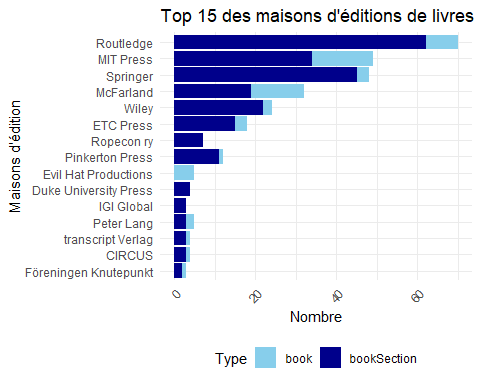 Top 15 des maisons d'éditions de livres
Maisons d'édition
Routledge
MIT Press
Springer
McFarland
Wiley
ETC Press
Ropecon ry
Pinkerton Press
Evil Hat Productions
Duke University Press
IGI Global
Peter Lang
transcript Verlag
CIRCUS
Föreningen Knutepunkt
0 20 40 60
Nombre
Type book bookSection